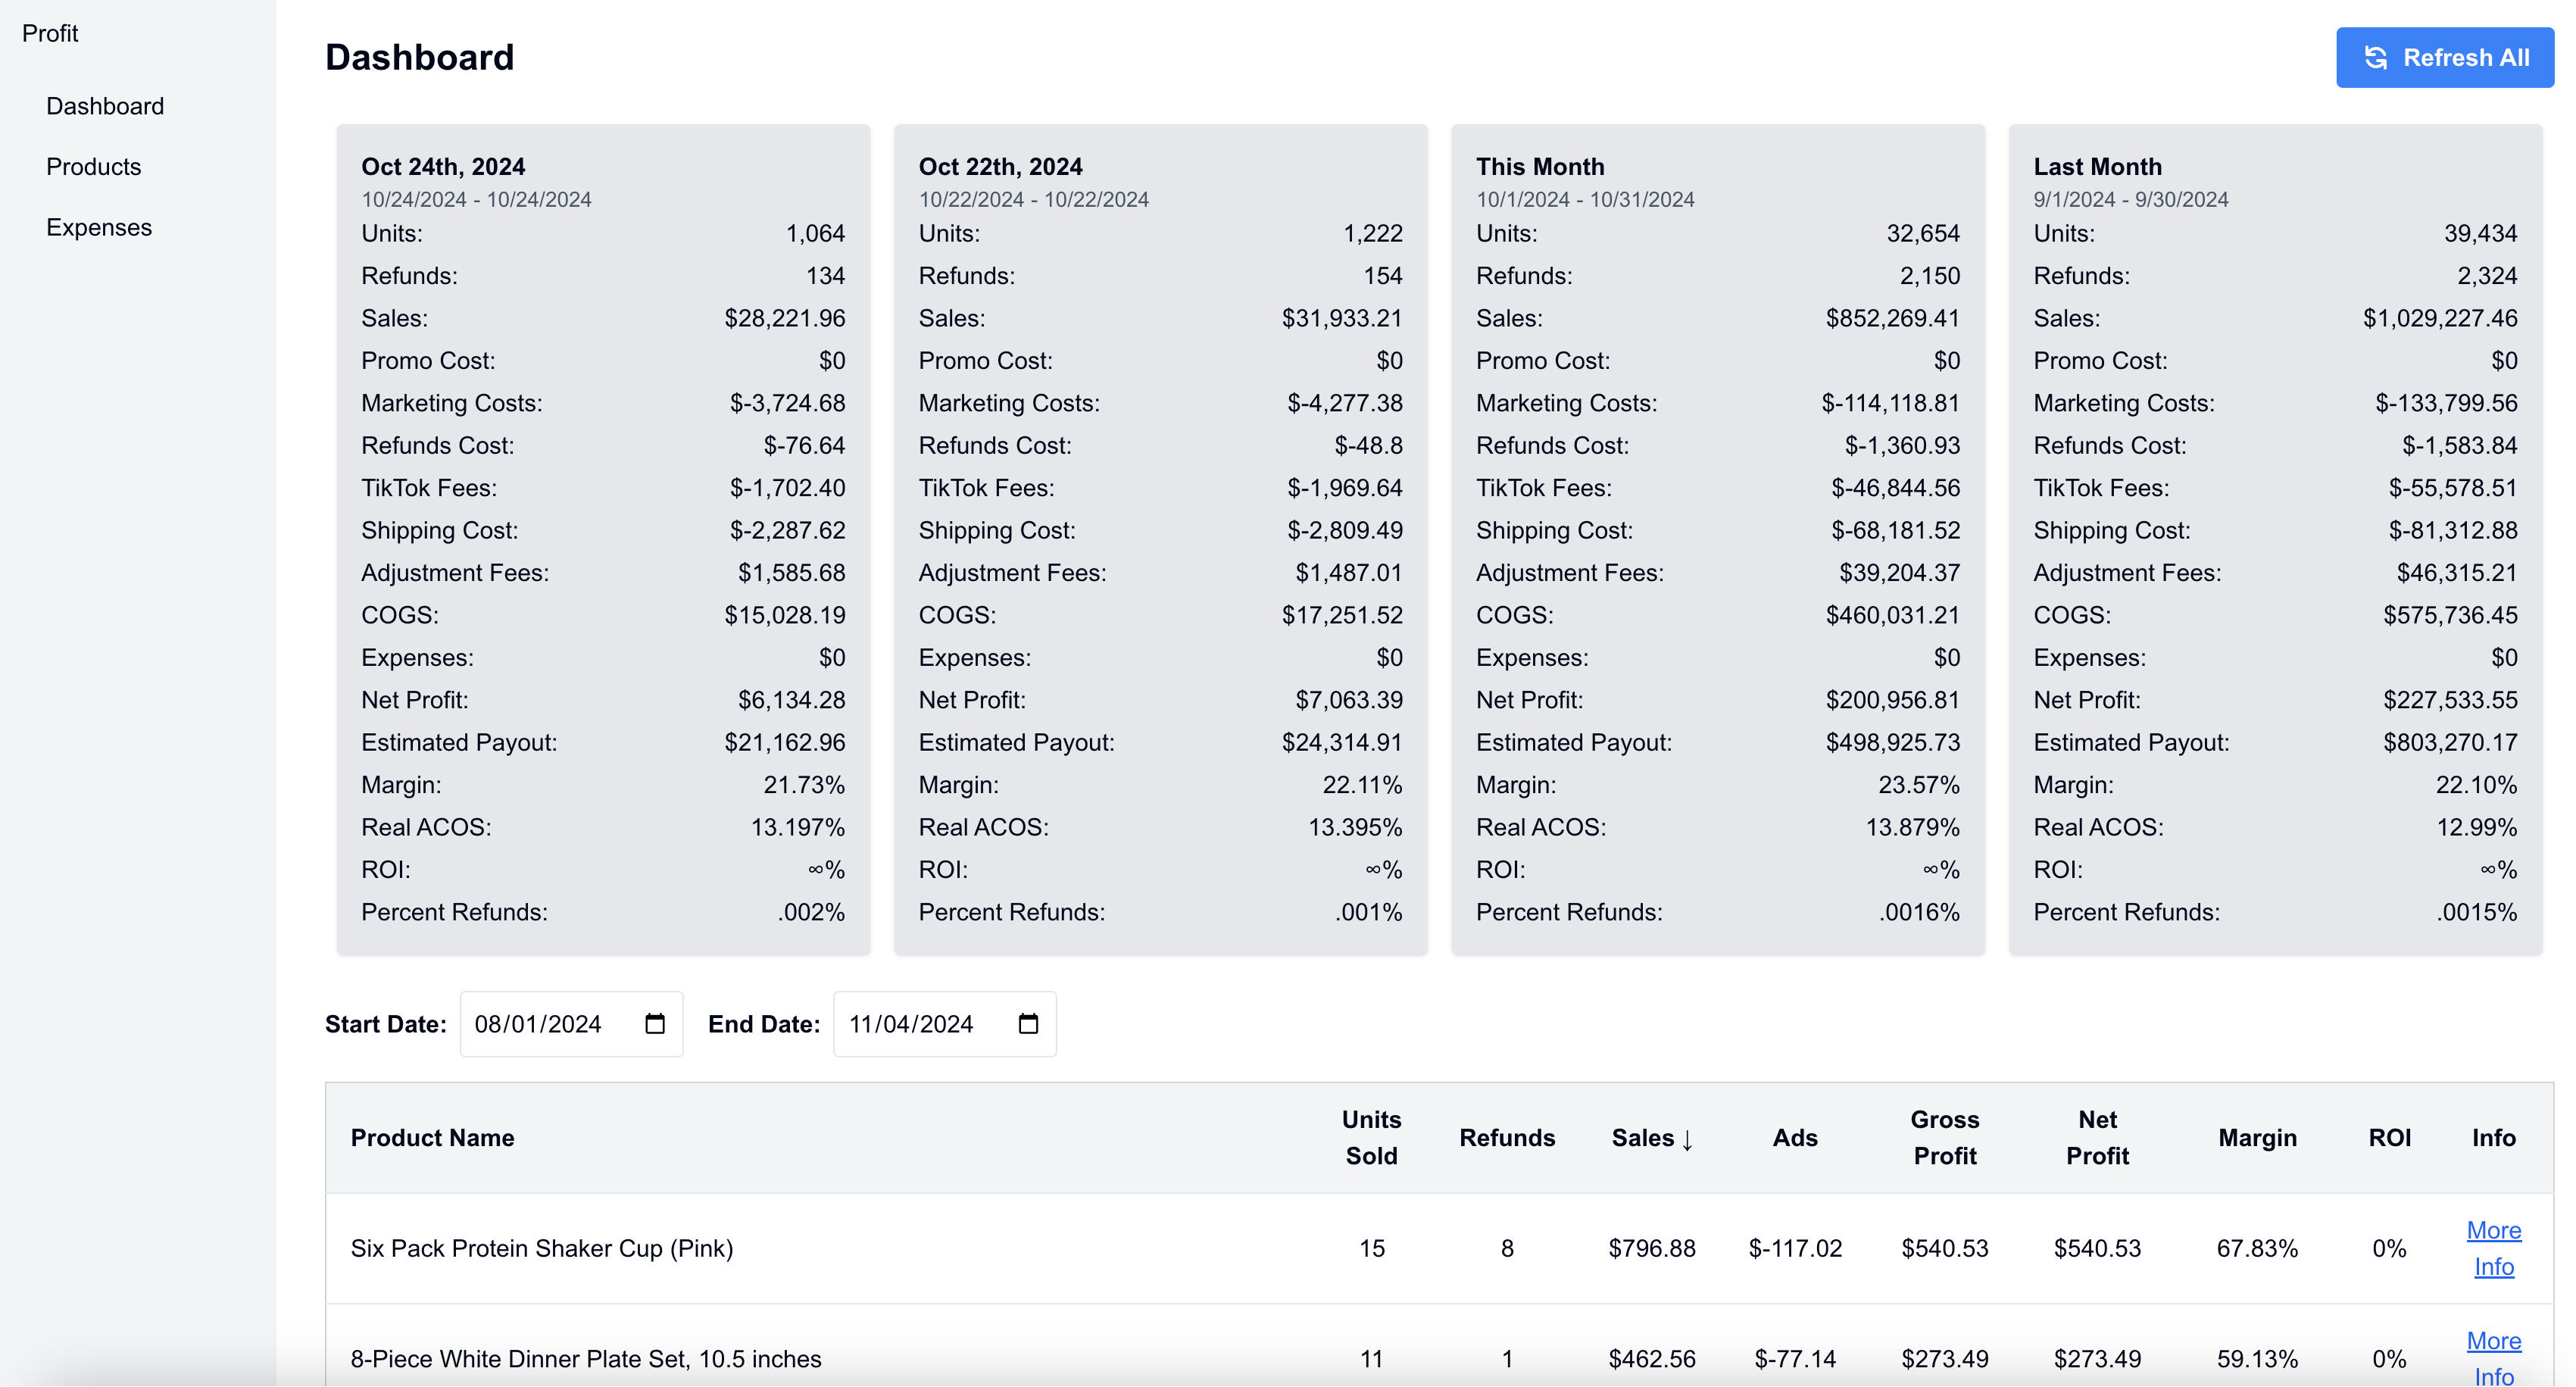 Profit
Dashboard
Products
Expenses
Dashboard
Refresh All
Oct 24th, 2024
10/24/2024 - 10/24/2024
Units: 1,064
Refunds: 134
Sales: $28,221.96
Promo Cost: $0
Marketing Costs: $-3,724.68
Refunds Cost: $-76.64
TikTok Fees: $-1,702.40
Shipping Cost: $-2,287.62
Adjustment Fees: $1,585.68
COGS: $15,028.19
Expenses: $0
Net Profit: $6,134.28
Estimated Payout: $21,162.96
Margin: 21.73%
Real ACOS: 13.197%
ROI: ∞%
Percent Refunds: .002%
Oct 22th, 2024
10/22/2024 - 10/22/2024
Units: 1,222
Refunds: 154
Sales: $31,933.21
Promo Cost: $0
Marketing Costs: $-4,277.38
Refunds Cost: $-48.8
TikTok Fees: $-1,969.64
Shipping Cost: $-2,809.49
Adjustment Fees: $1,487.01
COGS: $17,251.52
Expenses: $0
Net Profit: $7,063.39
Estimated Payout: $24,314.91
Margin: 22.11%
Real ACOS: 13.395%
ROI: ∞%
Percent Refunds: .001%
This Month
10/1/2024 - 10/31/2024
Units: 32,654
Refunds: 2,150
Sales: $852,269.41
Promo Cost: $0
Marketing Costs: $-114,118.81
Refunds Cost: $-1,360.93
TikTok Fees: $-46,844.56
Shipping Cost: $-68,181.52
Adjustment Fees: $39,204.37
COGS: $460,031.21
Expenses: $0
Net Profit: $200,956.81
Estimated Payout: $498,925.73
Margin: 23.57%
Real ACOS: 13.879%
ROI: ∞%
Percent Refunds: .0016%
Last Month
9/1/2024 - 9/30/2024
Units: 39,434
Refunds: 2,324
Sales: $1,029,227.46
Promo Cost: $0
Marketing Costs: $-133,799.56
Refunds Cost: $-1,583.84
TikTok Fees: $-55,578.51
Shipping Cost: $-81,312.88
Adjustment Fees: $46,315.21
COGS: $575,736.45
Expenses: $0
Net Profit: $227,533.55
Estimated Payout: $803,270.17
Margin: 22.10%
Real ACOS: 12.99%
ROI: ∞%
Percent Refunds: .0015%
Start Date: 08/01/2024 End Date: 11/04/2024
Product Name Units Sold Refunds Sales ↓ Ads Gross Profit Net Profit Margin ROI Info
Six Pack Protein Shaker Cup (Pink) 15 8 $796.88 $-117.02 $540.53 $540.53 67.83% 0% More Info
8-Piece White Dinner Plate Set, 10.5 inches 11 1 $462.56 $-77.14 $273.49 $273.49 59.13% 0% More Info